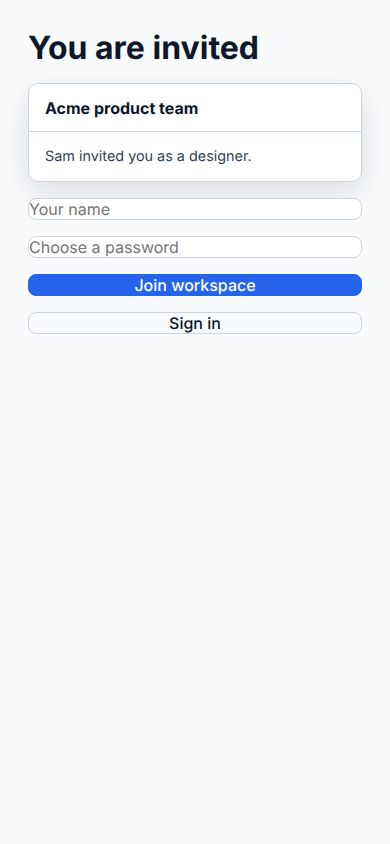 You are invited
Acme product team
Sam invited you as a designer.
Your name
Choose a password
Join workspace
Sign in